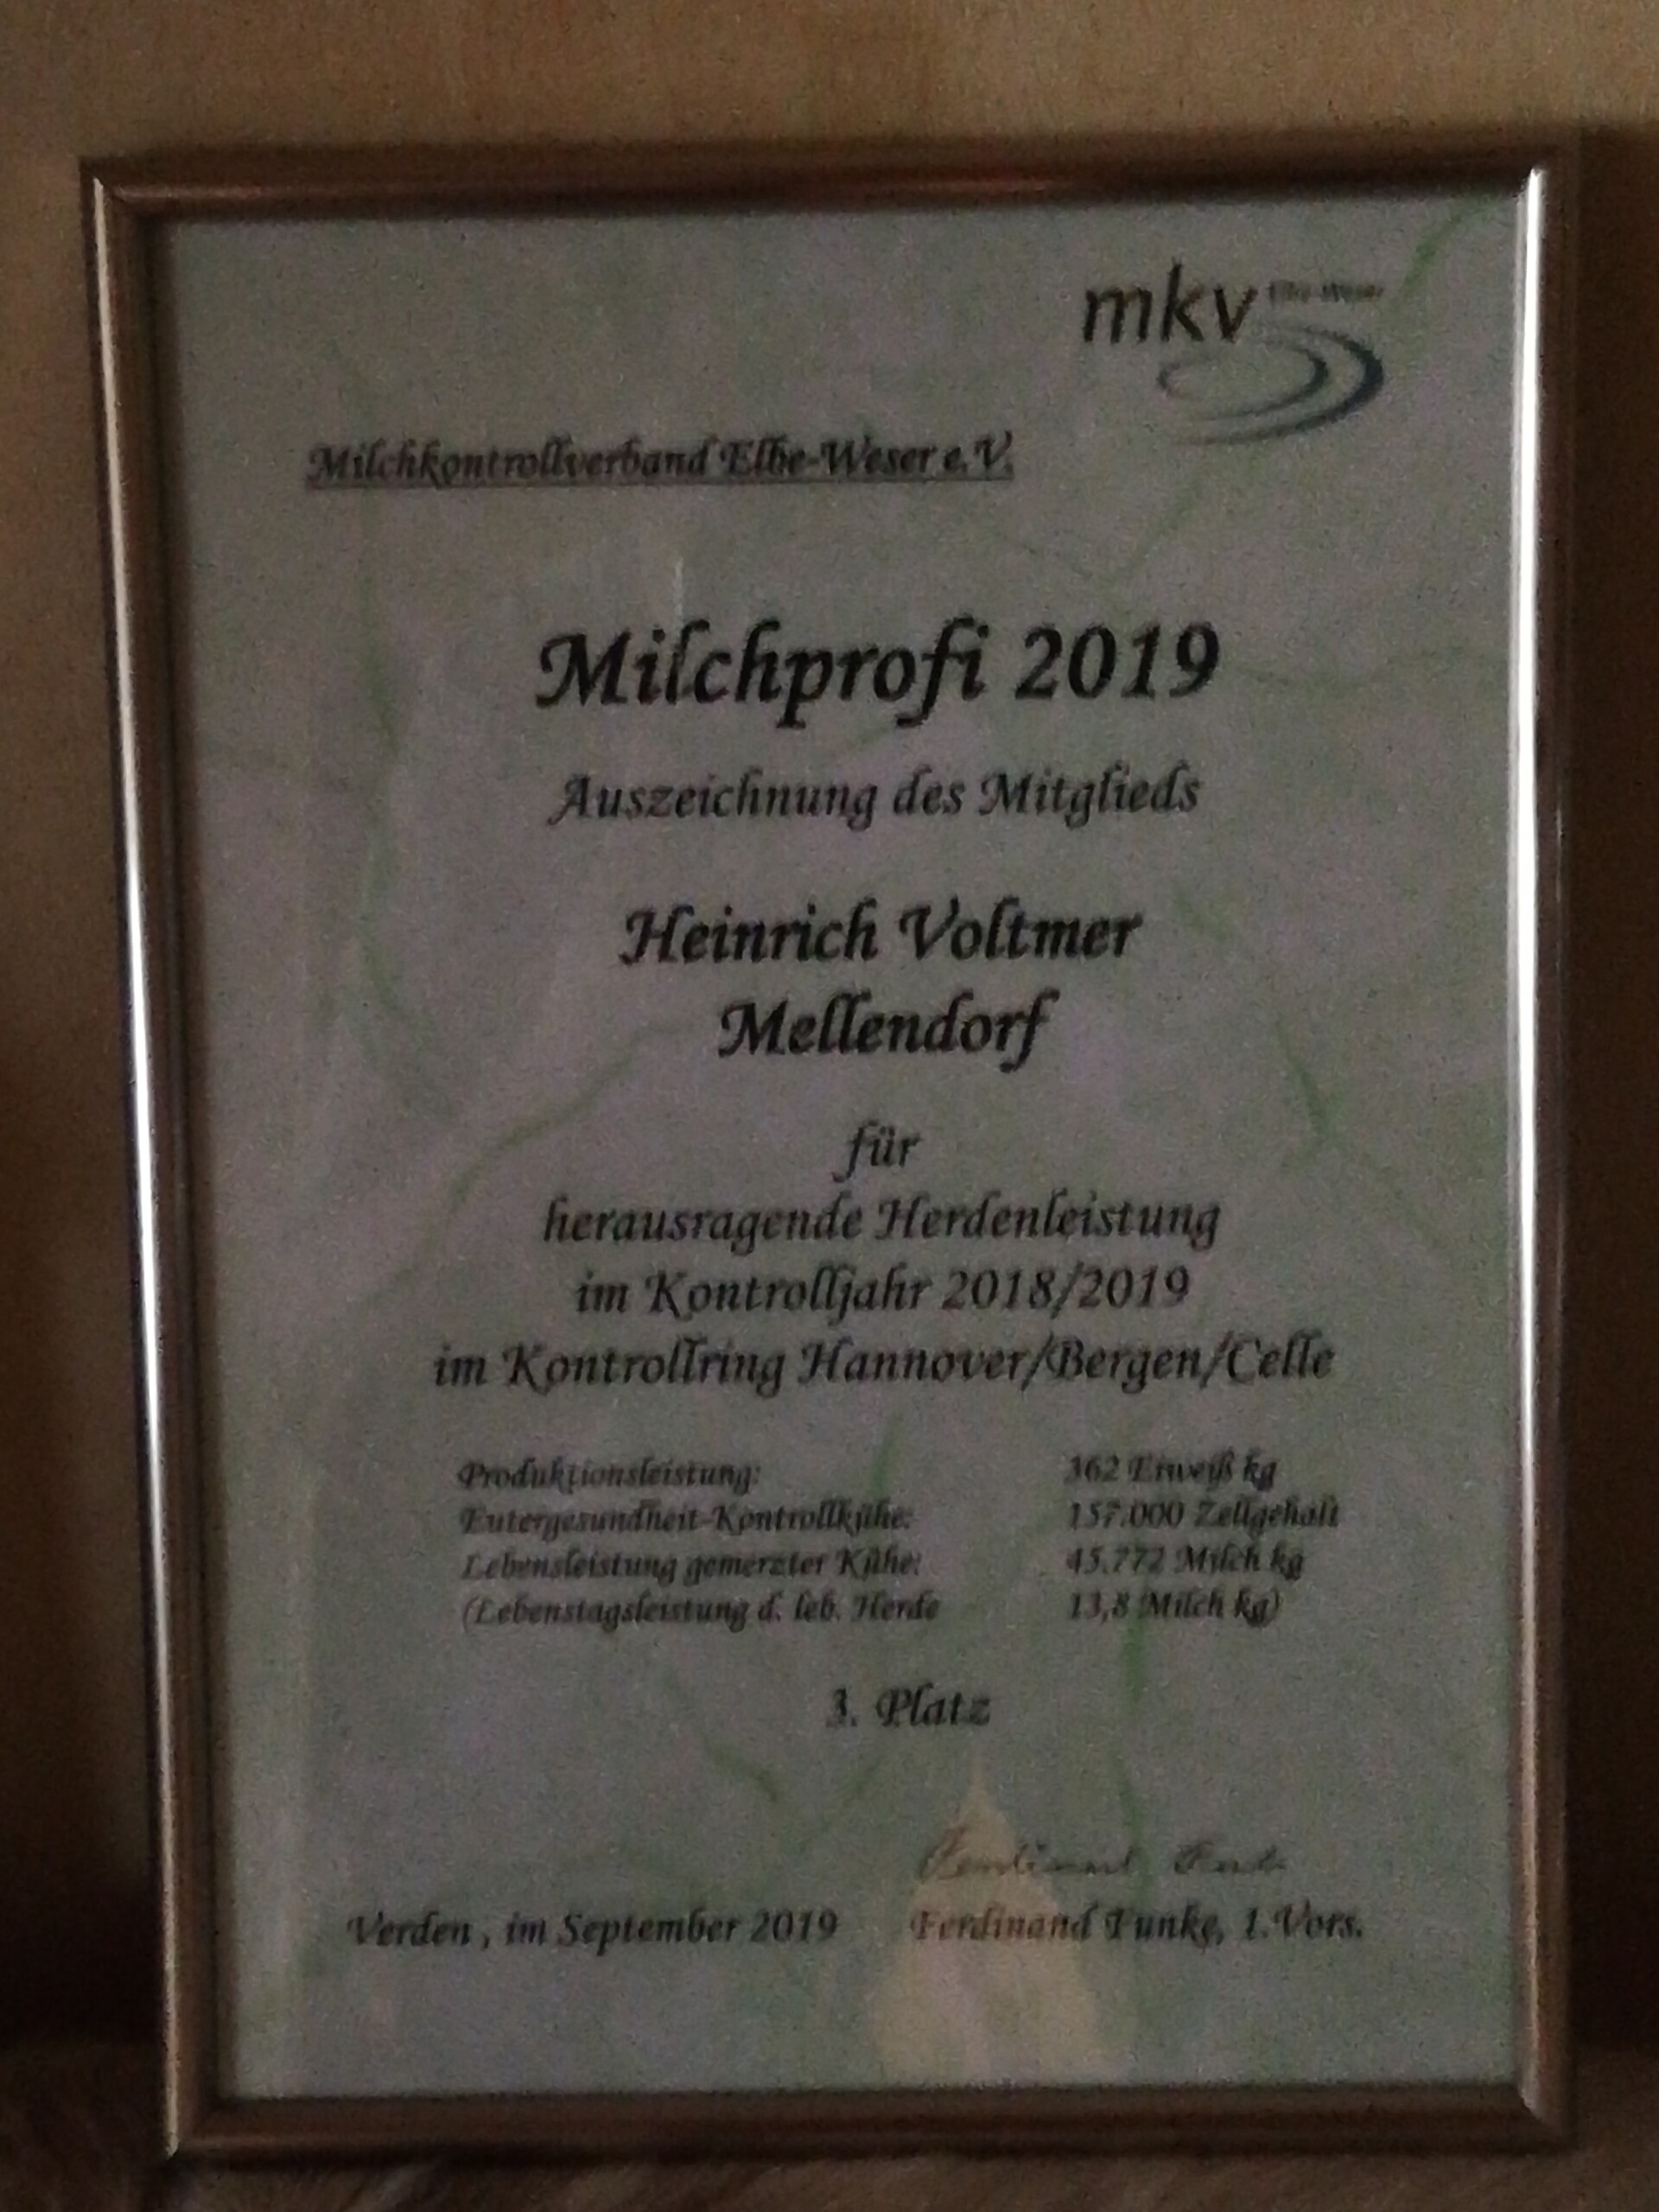 mkv Elbe-Weser
Milchkontrollverband Elbe-Weser e.V.
Milchprofi 2019
Auszeichnung des Mitglieds
Heinrich Voltmer
Mellendorf
für
herausragende Herdenleistung
im Kontrolljahr 2018/2019
im Kontrollring Hannover/Bergen/Celle
Produktionsleistung: 362 Eiweiß kg
Eutergesundheit-Kontrollkühe: 157.000 Zellgehalt
Lebensleistung gemerzter Kühe: 45.772 Milch kg
(Lebenstagsleistung d. leb. Herde 13,8 Milch kg)
3. Platz
Verden , im September 2019 Ferdinand Funke, 1.Vors.